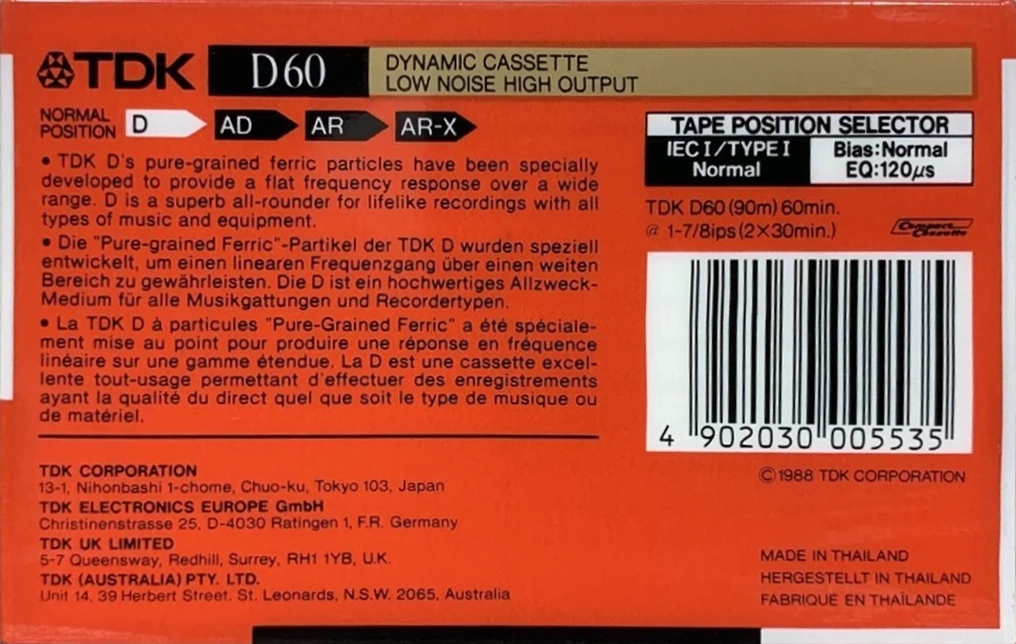 TDK D60 DYNAMIC CASSETTE
LOW NOISE HIGH OUTPUT
NORMAL
POSITION D AD AR AR-X
• TDK D's pure-grained ferric particles have been specially
developed to provide a flat frequency response over a wide
range. D is a superb all-rounder for lifelike recordings with all
types of music and equipment.
• Die "Pure-grained Ferric"-Partikel der TDK D wurden speziell
entwickelt, um einen linearen Frequenzgang über einen weiten
Bereich zu gewährleisten. Die D ist ein hochwertiges Allzweck-
Medium für alle Musikgattungen und Recordertypen.
• La TDK D à particules "Pure-Grained Ferric" a été spéciale-
ment mise au point pour produire une réponse en fréquence
linéaire sur une gamme étendue. La D est une cassette excel-
lente tout-usage permettant d'effectuer des enregistrements
ayant la qualité du direct quel que soit le type de musique ou
de matériel.
TAPE POSITION SELECTOR
IEC I/TYPE I
Normal
Bias:Normal
EQ:120µs
TDK D60 (90m) 60min.
@ 1-7/8ips (2×30min.)
Compact Cassette
4 902030 005535
©1988 TDK CORPORATION
TDK CORPORATION
13-1, Nihonbashi 1-chome, Chuo-ku, Tokyo 103, Japan
TDK ELECTRONICS EUROPE GmbH
Christinenstrasse 25, D-4030 Ratingen 1, F.R. Germany
TDK UK LIMITED
5-7 Queensway, Redhill, Surrey, RH1 1YB, U.K.
TDK (AUSTRALIA) PTY. LTD.
Unit 14, 39 Herbert Street, St. Leonards, N.S.W. 2065, Australia
MADE IN THAILAND
HERGESTELLT IN THAILAND
FABRIQUÉ EN THAÏLANDE